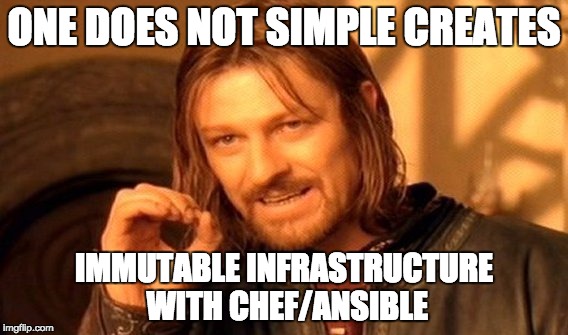 ONE DOES NOT SIMPLE CREATES
IMMUTABLE INFRASTRUCTURE
WITH CHEF/ANSIBLE
imgflip.com